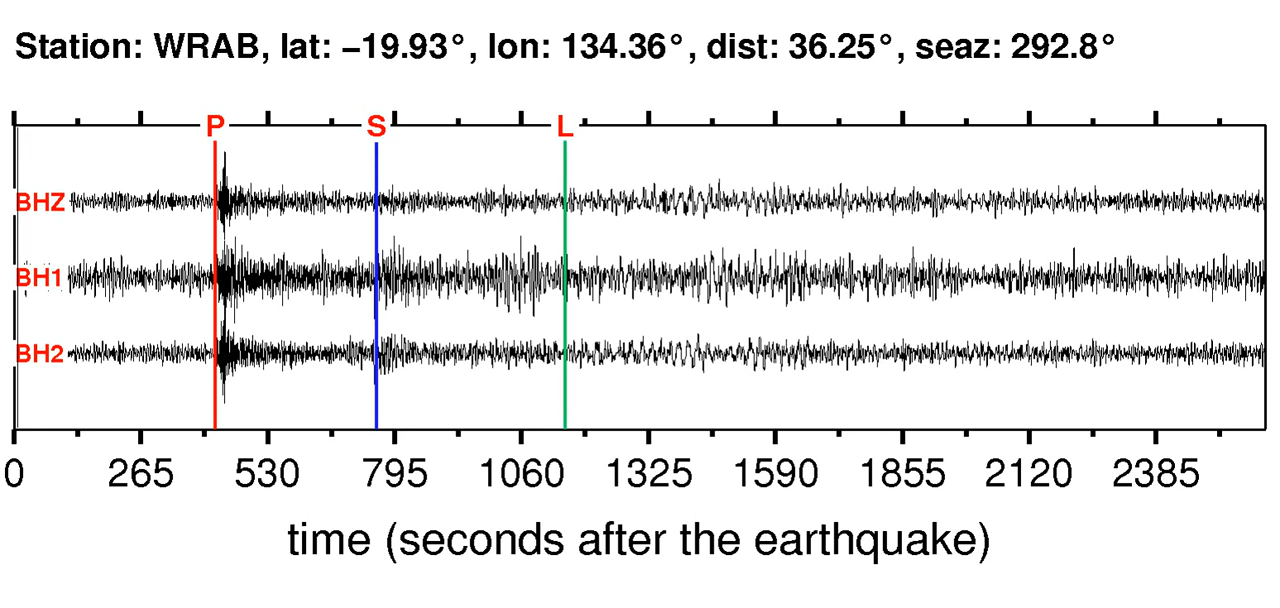 Station: WRAB, lat: −19.93°, lon: 134.36°, dist: 36.25°, seaz: 292.8°
P S L
BHZ
BH1
BH2
0 265 530 795 1060 1325 1590 1855 2120 2385
time (seconds after the earthquake)